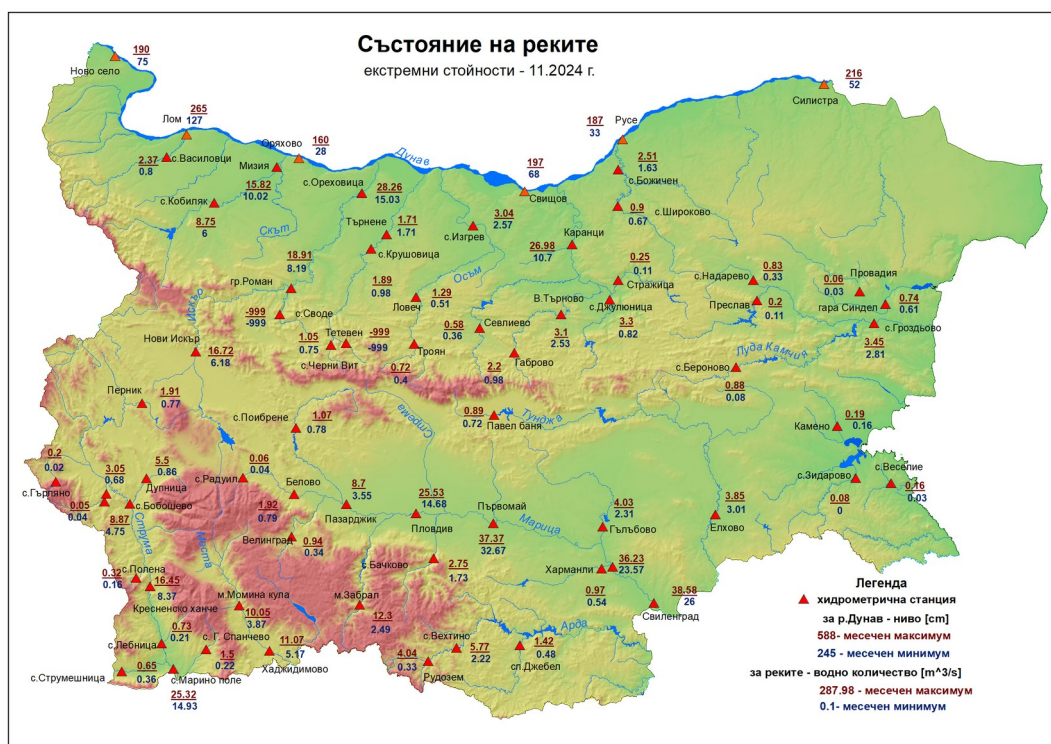 Състояние на реките
екстремни стойности - 11.2024 г.
190
75
Ново село
216
52
Силистра
265
127
Лом
187
33
Русе
160
28
Оряхово
Дунав
197
68
Свищов
2.37
0.8
с.Василовци
Мизия
15.82
10.02
с.Ореховица
28.26
15.03
2.51
1.63
с.Божичен
с.Кобиляк
8.75
6
Скът
Търнене
1.71
1.71
с.Изгрев
3.04
2.57
0.9
0.67
с.Широково
18.91
8.19
с.Крушовица
26.98
10.7
Каранци
гр.Роман
1.89
0.98
Ловеч
Осъм
1.29
0.51
0.25
0.11
Стражица
с.Надарево
0.83
0.33
0.06
0.03
Провадия
Искър
-999
-999
с.Своде
В.Търново
3.1
2.53
с.Джулюница
3.3
0.82
Преслав
0.2
0.11
гара Синдел
0.74
0.61
с.Гроздьово
3.45
2.81
Нови Искър
16.72
6.18
Тетевен
1.05
0.75
с.Черни Вит
-999
-999
Троян
0.72
0.4
0.58
0.36
Севлиево
2.2
0.98
Габрово
Луда Камчия
с.Бероново
0.88
0.08
Перник
1.91
0.77
с.Поибрене
1.07
0.78
Стряма
0.89
0.72
Павел баня
Тунджа
0.19
0.16
Камено
0.2
0.02
с.Гърляно
3.05
0.68
5.5
0.86
Дупница
с.Радуил
0.06
0.04
Белово
1.92
0.79
8.7
3.55
Пазарджик
25.53
14.68
Пловдив
Първомай
37.37
32.67
Марица
4.03
2.31
Гълъбово
3.85
3.01
Елхово
с.Зидарово
0.08
0
с.Веселие
0.16
0.03
0.05
0.04
с.Бобошево
8.87
4.75
Струма
Места
Велинград
0.94
0.34
с.Бачково
2.75
1.73
Харманли
0.97
0.54
36.23
23.57
38.58
26
Свиленград
с.Полена
0.32
0.16
16.45
8.37
Кресненско ханче
м.Момина кула
10.05
3.87
м.Забрал
12.3
2.49
0.73
0.21
с.Лебница
с. Г. Спанчево
1.5
0.22
11.07
5.17
Хаджидимово
с.Вехтино
5.77
2.22
4.04
0.33
Рудозем
Арда
1.42
0.48
сп.Джебел
с.Струмешница
0.65
0.36
с.Марино поле
25.32
14.93
Легенда
хидрометрична станция
за р.Дунав - ниво [cm]
588- месечен максимум
245 - месечен минимум
за реките - водно количество [m^3/s]
287.98 - месечен максимум
0.1- месечен минимум